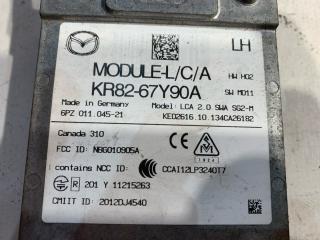 LH
MODULE-L/C/A
HW H02
KR82-67Y90A
SW M011
Made in Germany
Model: LCA 2.0 SWA SG2-M
6PZ 011.045-21
KE02616.10.134CA26182
Canada 310
FCC ID: NBG010905A
contains NCC ID:
CCAI12LP3240T7
R 201 Y 11215263
CMIIT ID: 2012DJ4540